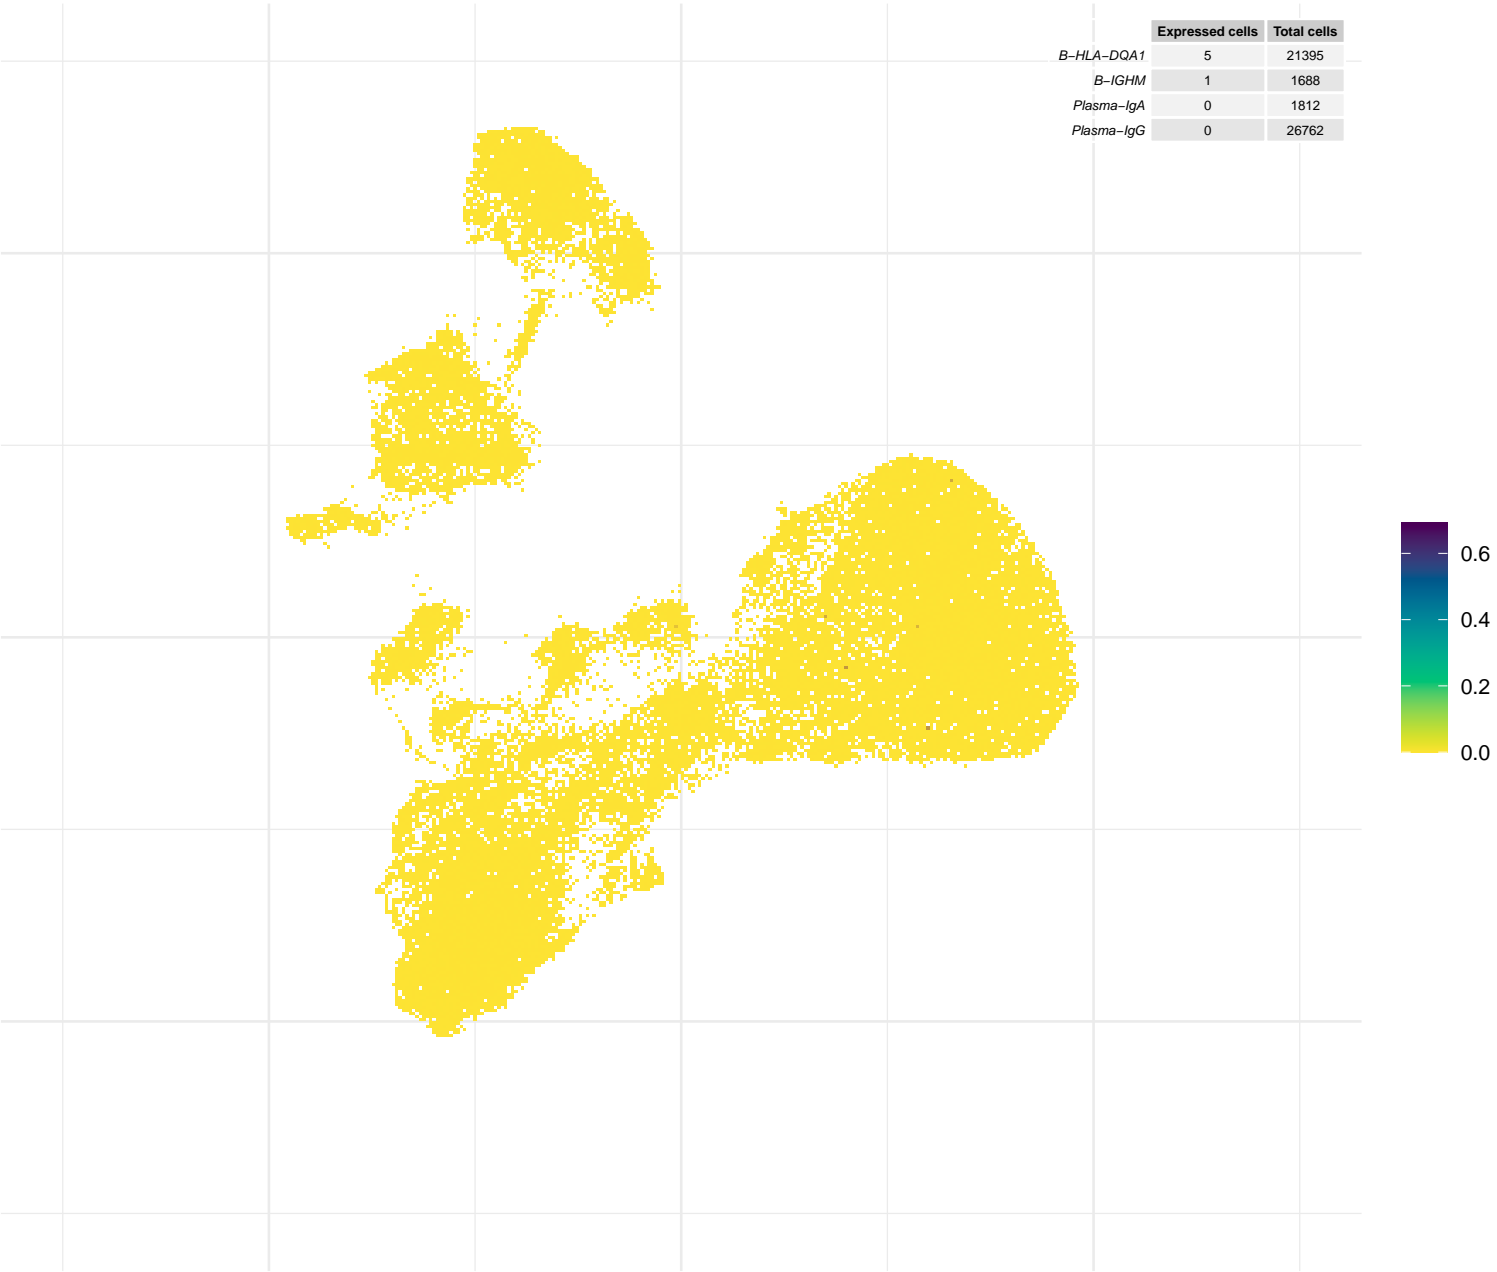 Expressed cells Total cells
B–HLA–DQA1 5 21395
B–IGHM 1 1688
Plasma–IgA 0 1812
Plasma–IgG 0 26762
0.6
0.4
0.2
0.0